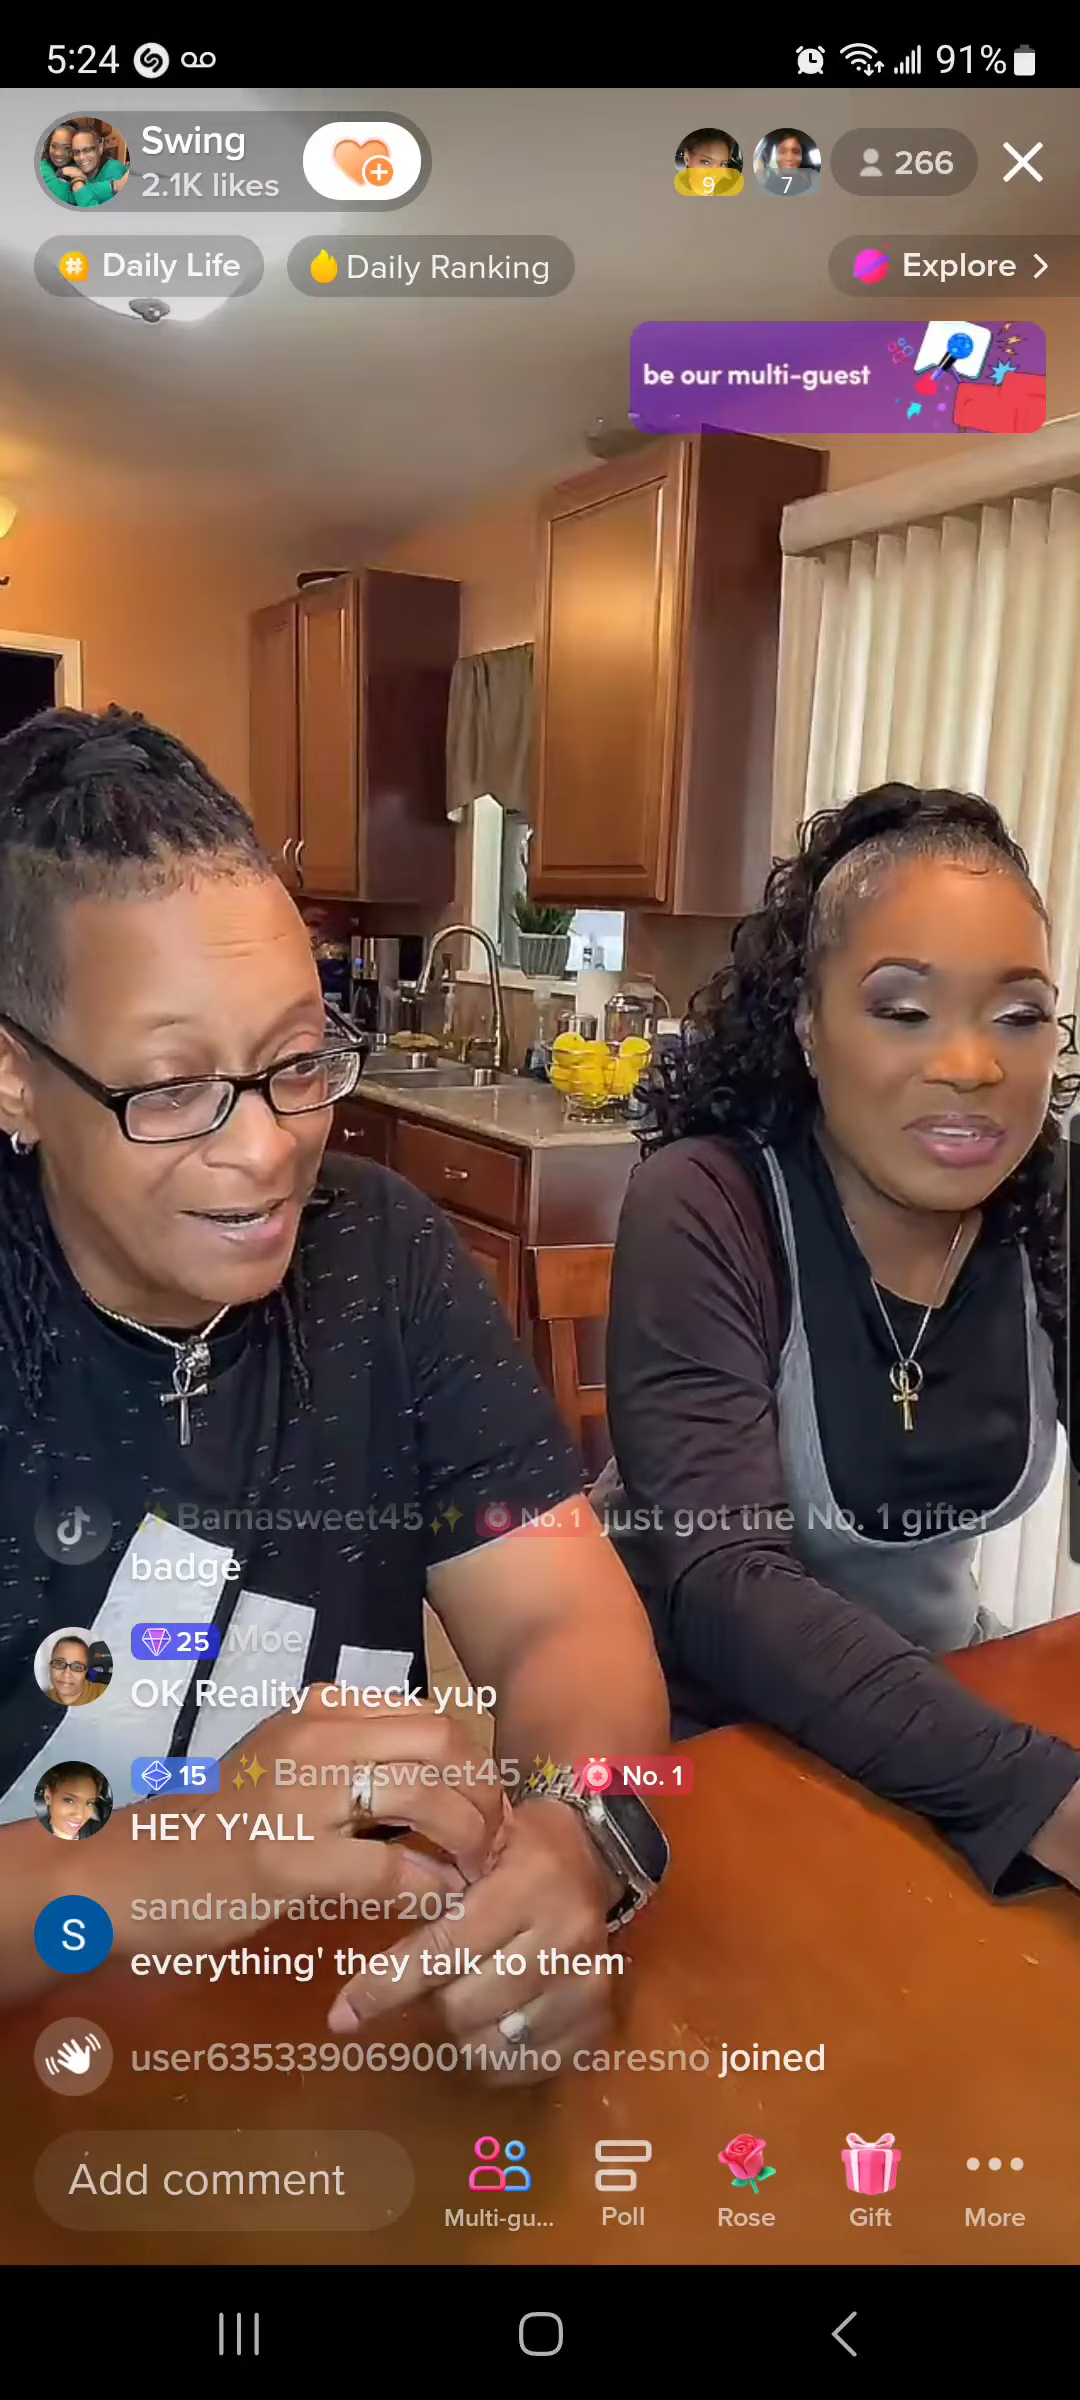 5:24 91%
Swing
2.1K likes
9 7 266
Daily Life Daily Ranking Explore
be our multi-guest
✨Bamasweet45✨ No. 1 just got the No. 1 gifter
badge
25 Moe
OK Reality check yup
15 ✨Bamasweet45✨ No. 1
HEY Y'ALL
S
sandrabratcher205
everything' they talk to them
user6353390690011who caresno joined
Add comment
Multi-gu... Poll Rose Gift More